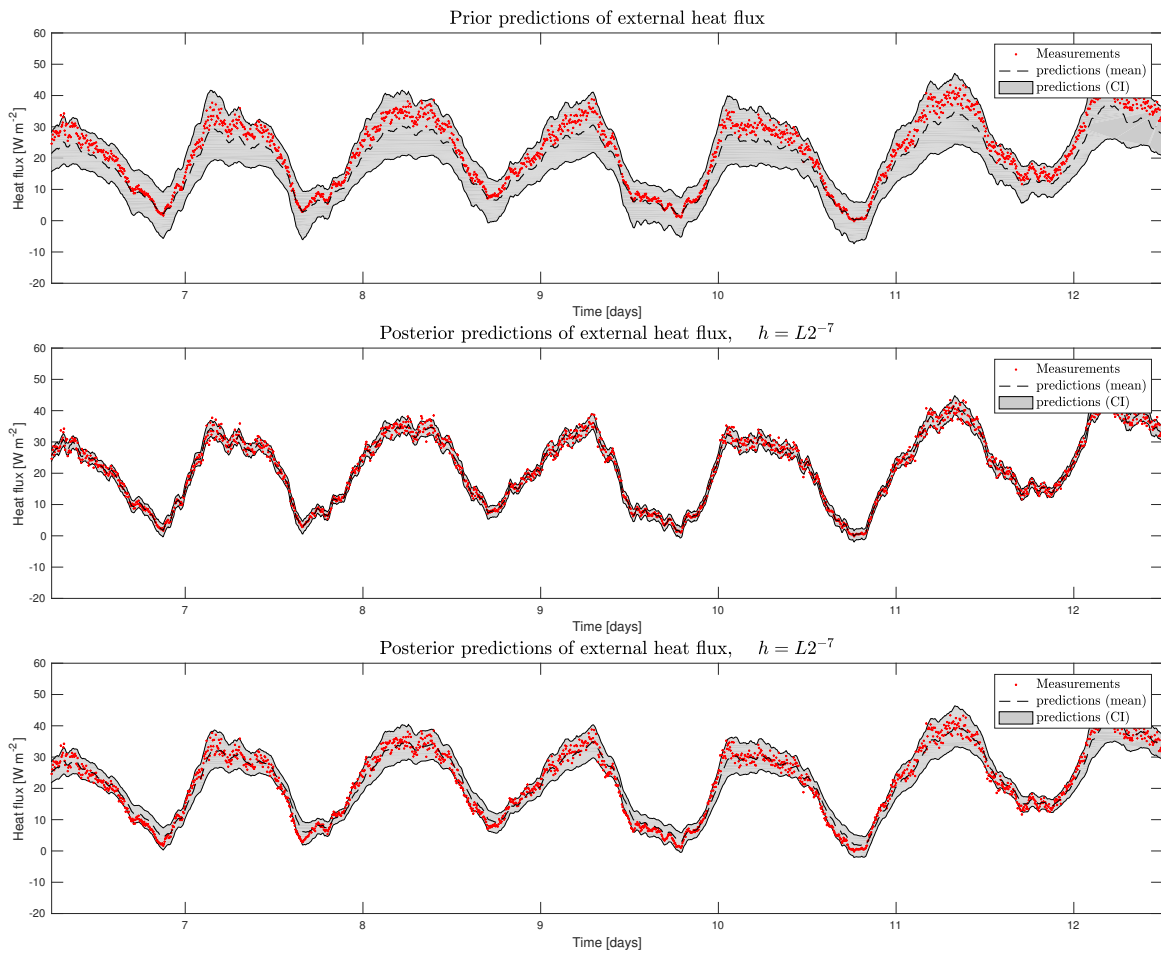 Prior predictions of external heat flux
60
50
40
30
20
10
0
-10
-20
Heat flux [W m⁻²]
Measurements
predictions (mean)
predictions (CI)
7 8 9 10 11 12
Time [days]
Posterior predictions of external heat flux, h = L2⁻⁷
60
50
40
30
20
10
0
-10
-20
Heat flux [W m⁻²]
Measurements
predictions (mean)
predictions (CI)
7 8 9 10 11 12
Time [days]
Posterior predictions of external heat flux, h = L2⁻⁷
60
50
40
30
20
10
0
-10
-20
Heat flux [W m⁻²]
Measurements
predictions (mean)
predictions (CI)
7 8 9 10 11 12
Time [days]